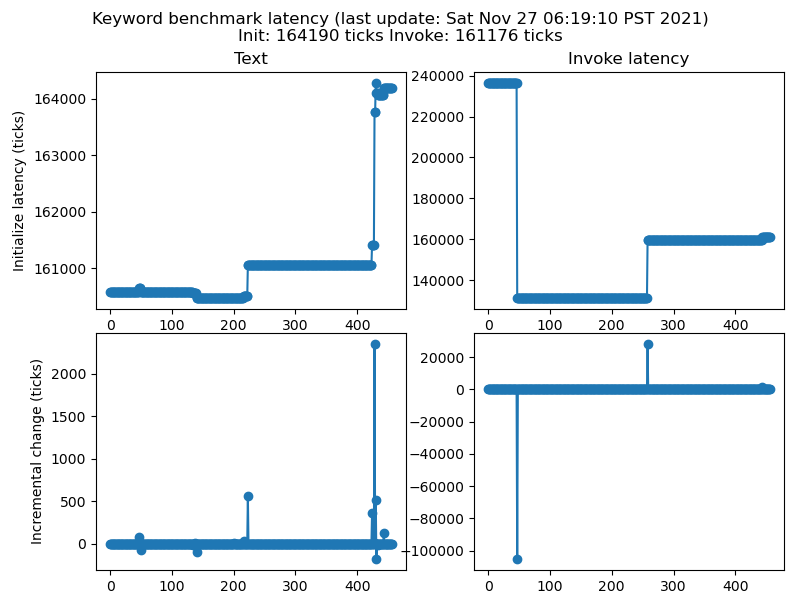 Keyword benchmark latency (last update: Sat Nov 27 06:19:10 PST 2021)
Init: 164190 ticks Invoke: 161176 ticks
Text
Invoke latency
Initialize latency (ticks)
164000
163000
162000
161000
0 100 200 300 400
240000
220000
200000
180000
160000
140000
0 100 200 300 400
Incremental change (ticks)
2000
1500
1000
500
0
0 100 200 300 400
20000
0
−20000
−40000
−60000
−80000
−100000
0 100 200 300 400